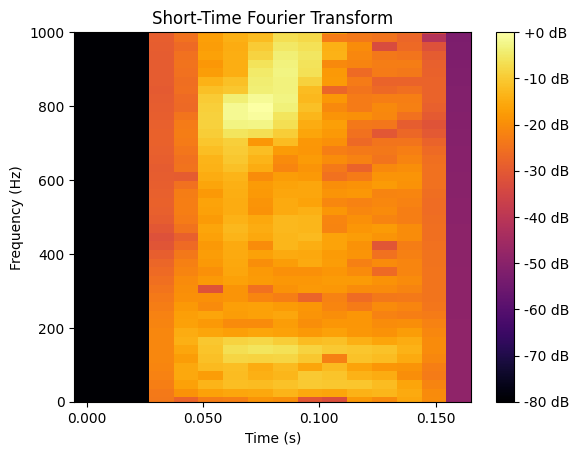 Short-Time Fourier Transform
1000
800
600
400
200
0
Frequency (Hz)
0.000
0.050
0.100
0.150
Time (s)
+0 dB
-10 dB
-20 dB
-30 dB
-40 dB
-50 dB
-60 dB
-70 dB
-80 dB